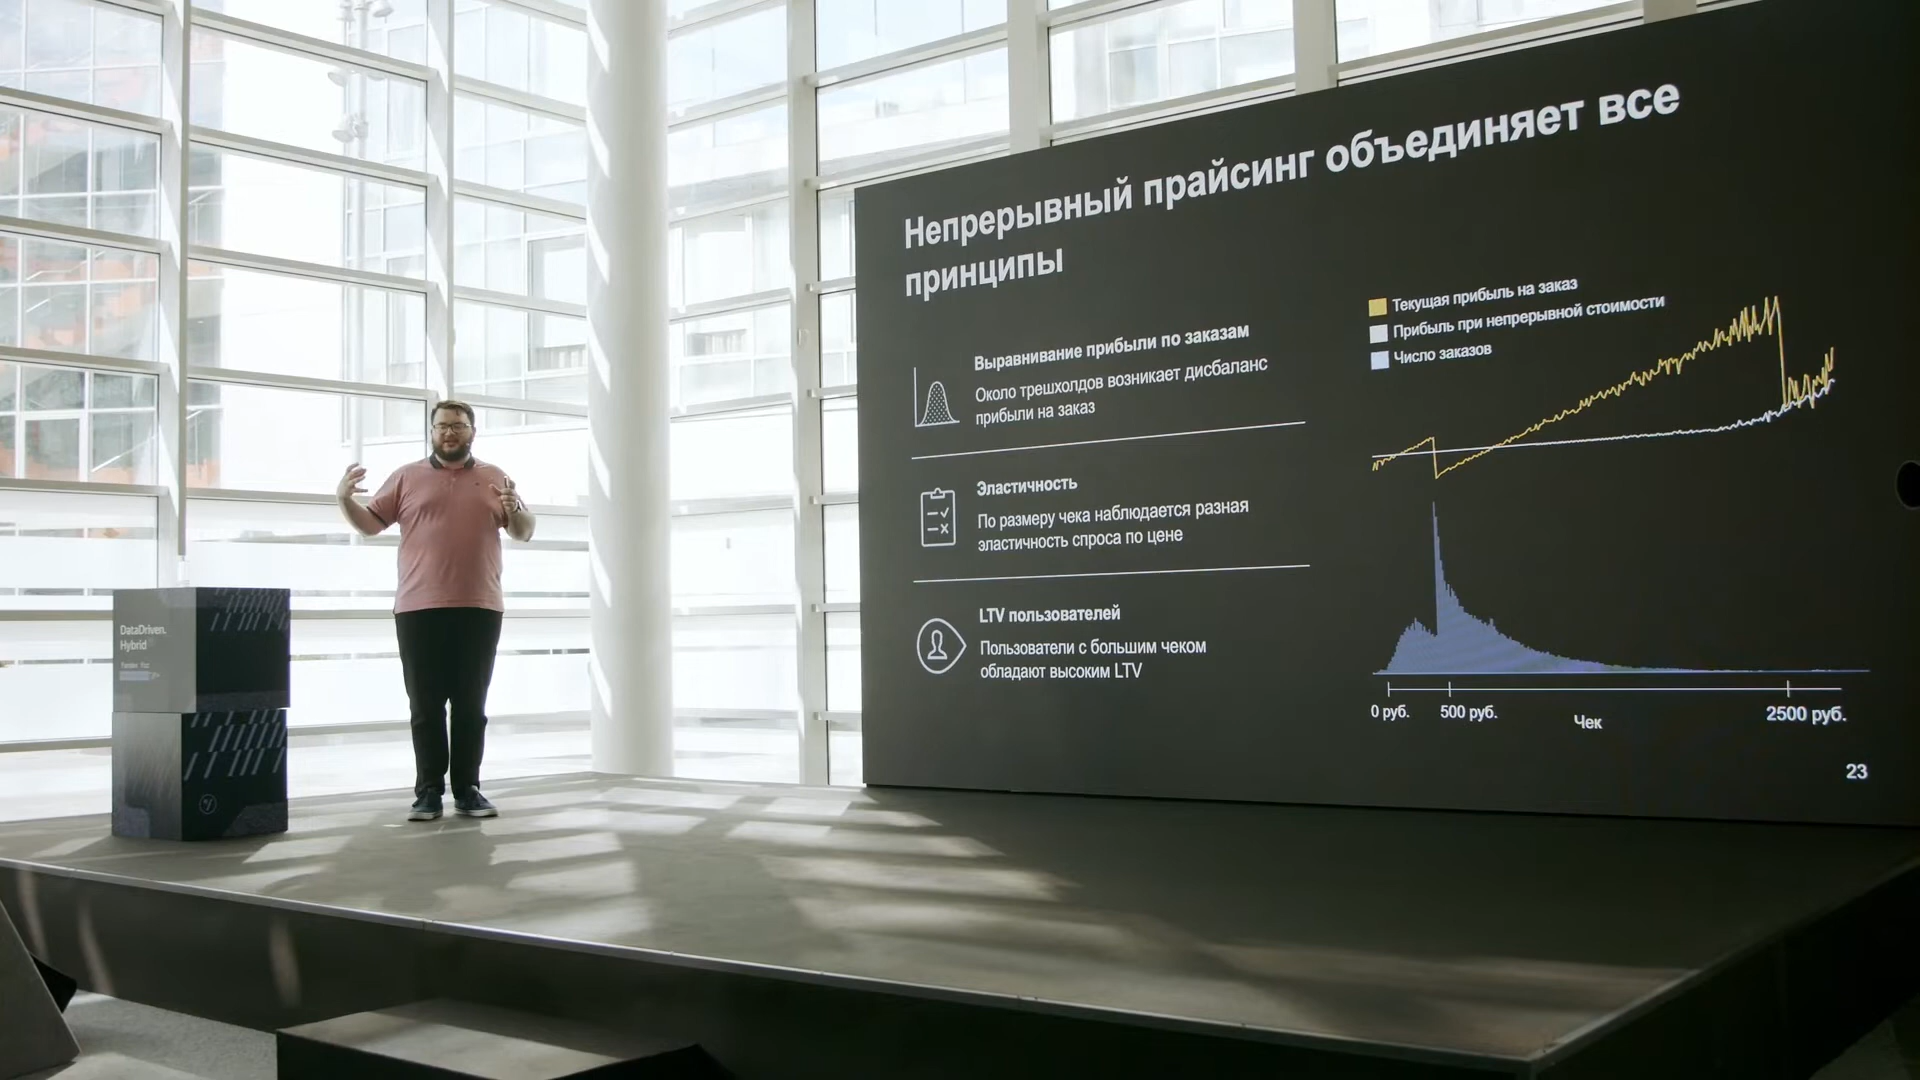 Непрерывный прайсинг объединяет все
принципы
Выравнивание прибыли по заказам
Около трешхолдов возникает дисбаланс
прибыли на заказ
Эластичность
По размеру чека наблюдается разная
эластичность спроса по цене
LTV пользователей
Пользователи с большим чеком
обладают высоким LTV
Текущая прибыль на заказ
Прибыль при непрерывной стоимости
Число заказов
0 руб.
500 руб.
Чек
2500 руб.
23
DataDriven.
Hybrid